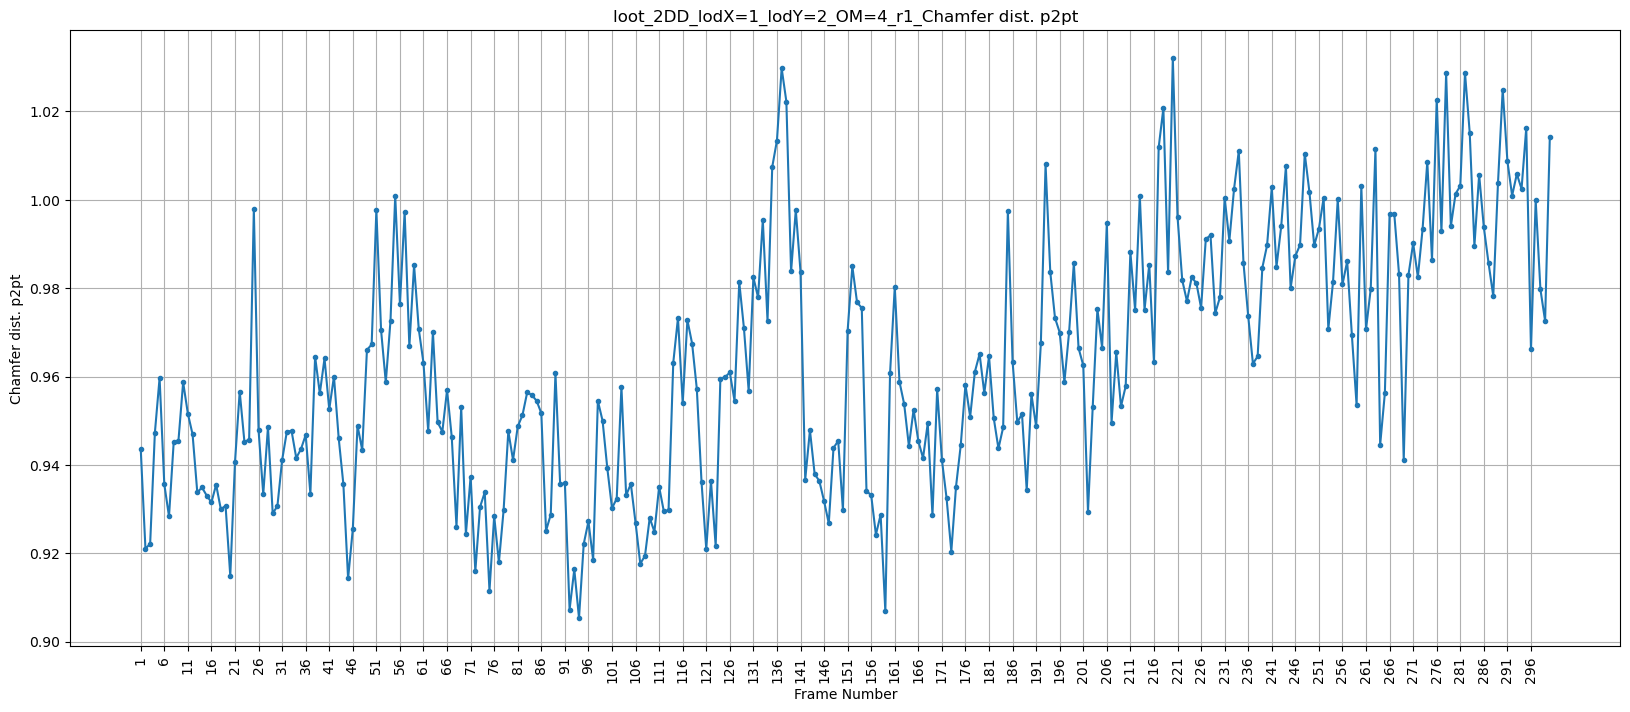 loot_2DD_lodX=1_lodY=2_OM=4_r1_Chamfer dist. p2pt
Chamfer dist. p2pt
1.02
1.00
0.98
0.96
0.94
0.92
0.90
1 6 11 16 21 26 31 36 41 46 51 56 61 66 71 76 81 86 91 96 101 106 111 116 121 126 131 136 141 146 151 156 161 166 171 176 181 186 191 196 201 206 211 216 221 226 231 236 241 246 251 256 261 266 271 276 281 286 291 296
Frame Number